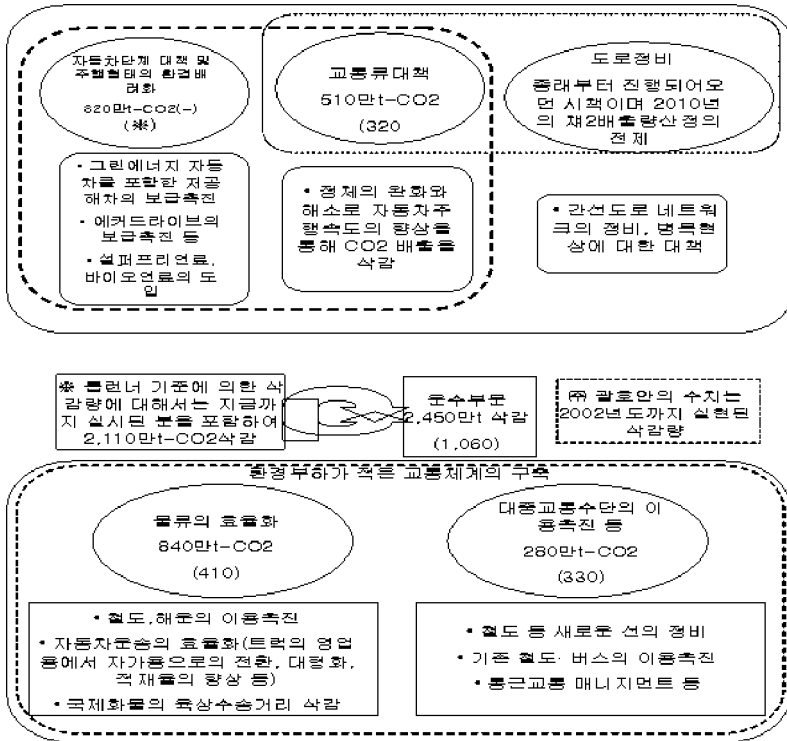 자동차단체 대책 및
주행형태의 환경배
려화
820만t-CO2(-)
(※)
교통류대책
510만t-CO2
(320
도로정비
종래부터 진행되어오
던 시책이며 2010년
의 채2배출량산정의
전제
• 그린에너지 자동
차를 포함한 저공
해차의 보급촉진
• 에커드라이브의
보급촉진 등
• 설퍼프리연료,
바이오연료의 도
입
• 정체의 완화와
해소로 자동차주
행속도의 향상을
통해 CO2 배출을
삭감
• 간선도로 네트워
크의 정비, 병목현
상에 대한 대책
※ 톱런너 기준에 의한 삭
감량에 대해서는 지금까
지 실시된 분을 포함하여
2,110만t-CO2삭감
운수부문
2,450만t 삭감
(1,060)
㈜ 괄호안의 수치는
2002년도까지 실현된
삭감량
환경부하가 적은 교통체계의 구축
물류의 효율화
840만t-CO2
(410)
대중교통수단의 이
용촉진 등
280만t-CO2
(330)
• 철도,해운의 이용촉진
• 자동차운송의 효율화(트럭의 영업
용에서 자가용으로의 전환, 대형화,
적재율의 향상 등)
• 국제화물의 육상수송거리 삭감
• 철도 등 새로운 선의 정비
• 기존 철도· 버스의 이용촉진
• 통근교통 매니지먼트 등